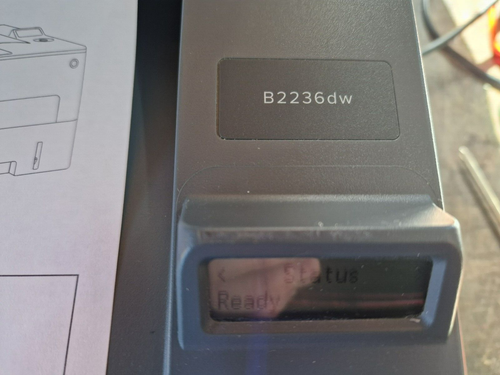 B2236dw
< Status
Ready